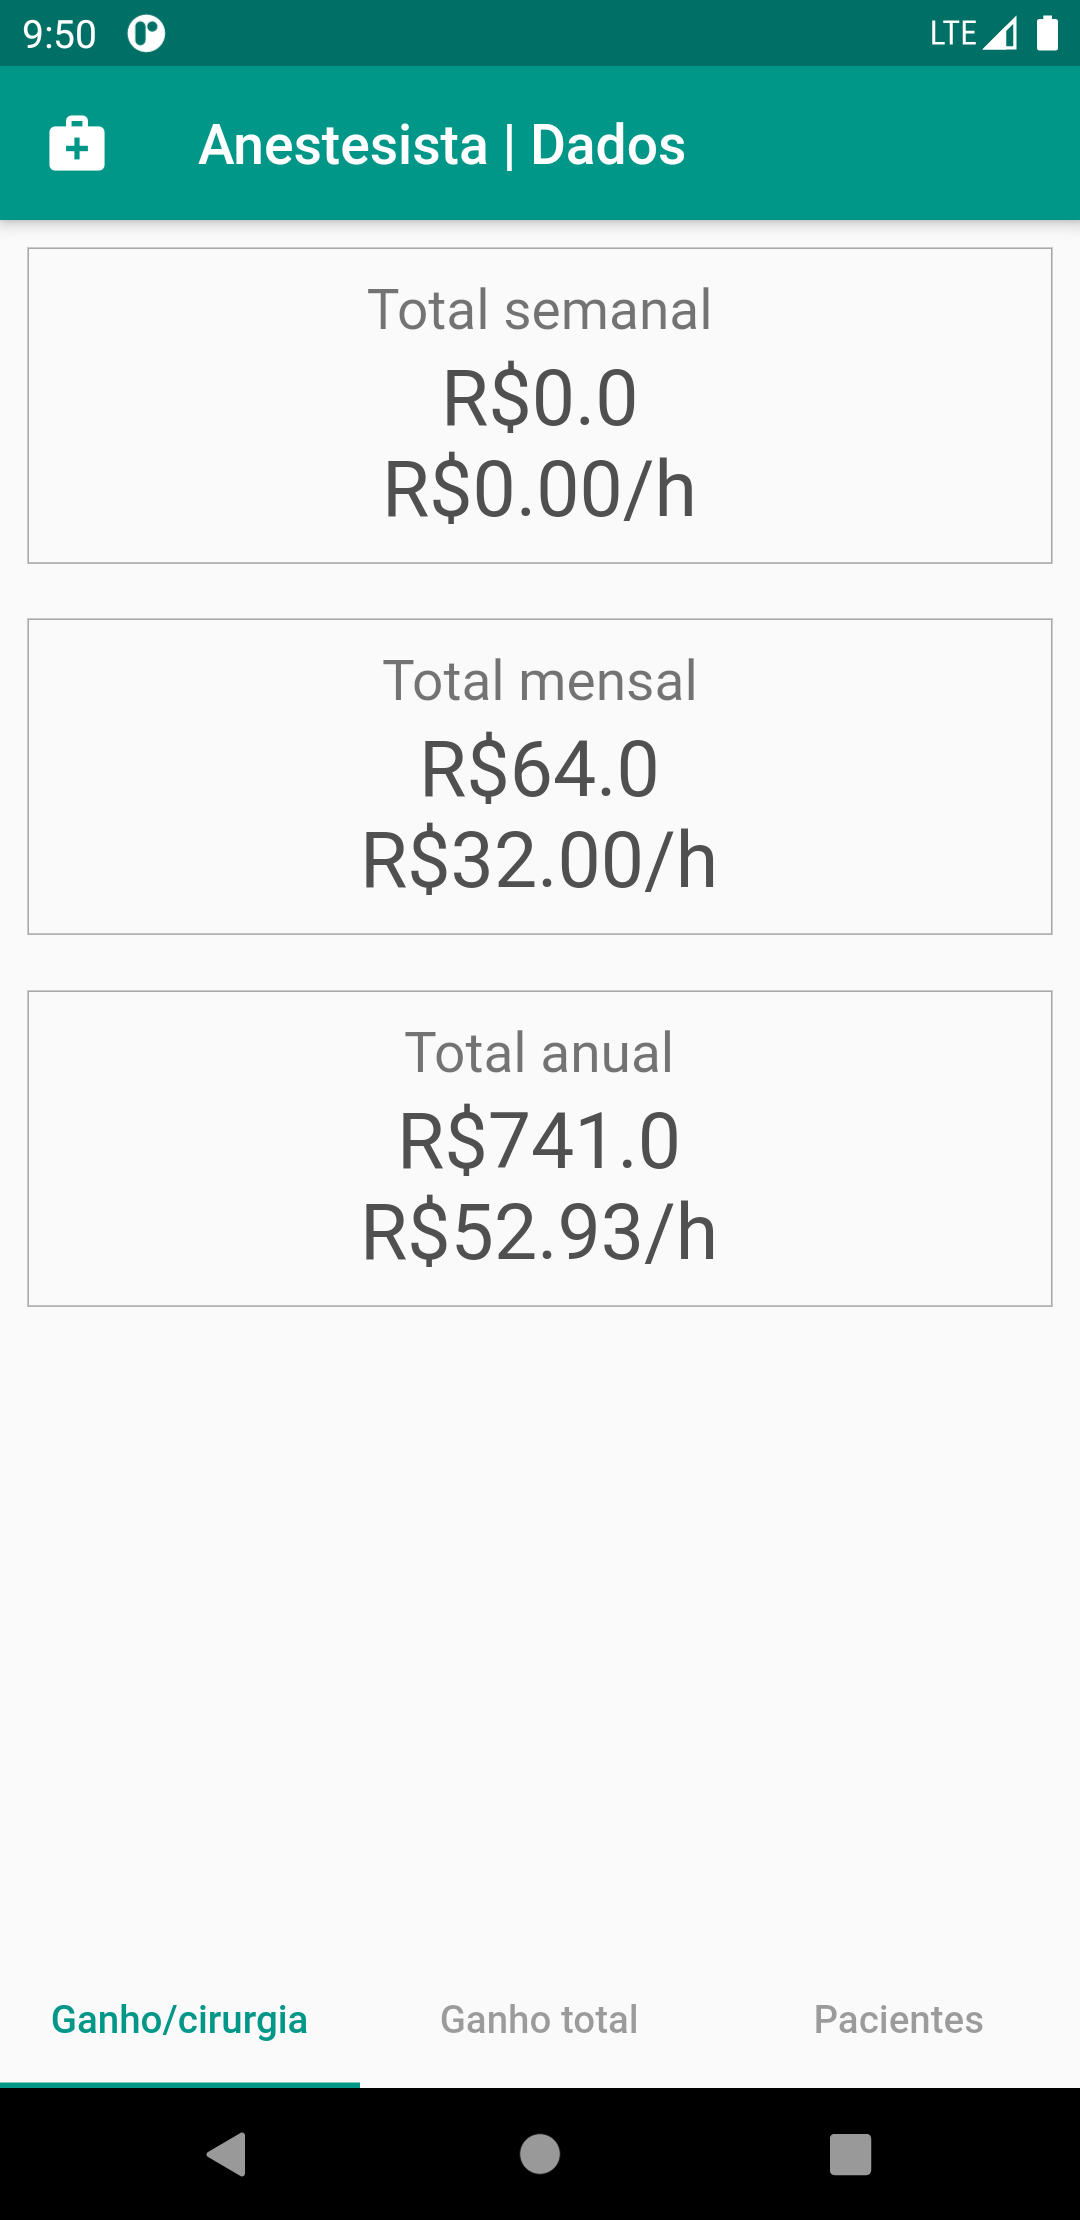 9:50 LTE
Anestesista | Dados
Total semanal
R$0.0
R$0.00/h
Total mensal
R$64.0
R$32.00/h
Total anual
R$741.0
R$52.93/h
Ganho/cirurgia Ganho total Pacientes